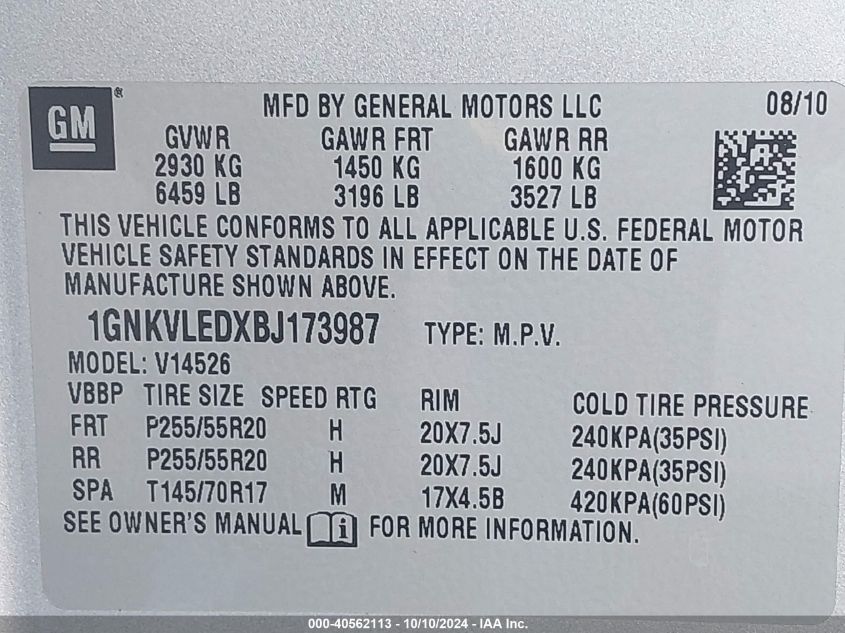 GM ® MFD BY GENERAL MOTORS LLC 08/10
GVWR GAWR FRT GAWR RR
2930 KG 1450 KG 1600 KG
6459 LB 3196 LB 3527 LB
THIS VEHICLE CONFORMS TO ALL APPLICABLE U.S. FEDERAL MOTOR
VEHICLE SAFETY STANDARDS IN EFFECT ON THE DATE OF
MANUFACTURE SHOWN ABOVE.
1GNKVLEDXBJ173987 TYPE: M.P.V.
MODEL: V14526
VBBP TIRE SIZE SPEED RTG RIM COLD TIRE PRESSURE
FRT P255/55R20 H 20X7.5J 240KPA(35PSI)
RR P255/55R20 H 20X7.5J 240KPA(35PSI)
SPA T145/70R17 M 17X4.5B 420KPA(60PSI)
SEE OWNER'S MANUAL i FOR MORE INFORMATION.
000-40562113 - 10/10/2024 - IAA Inc.